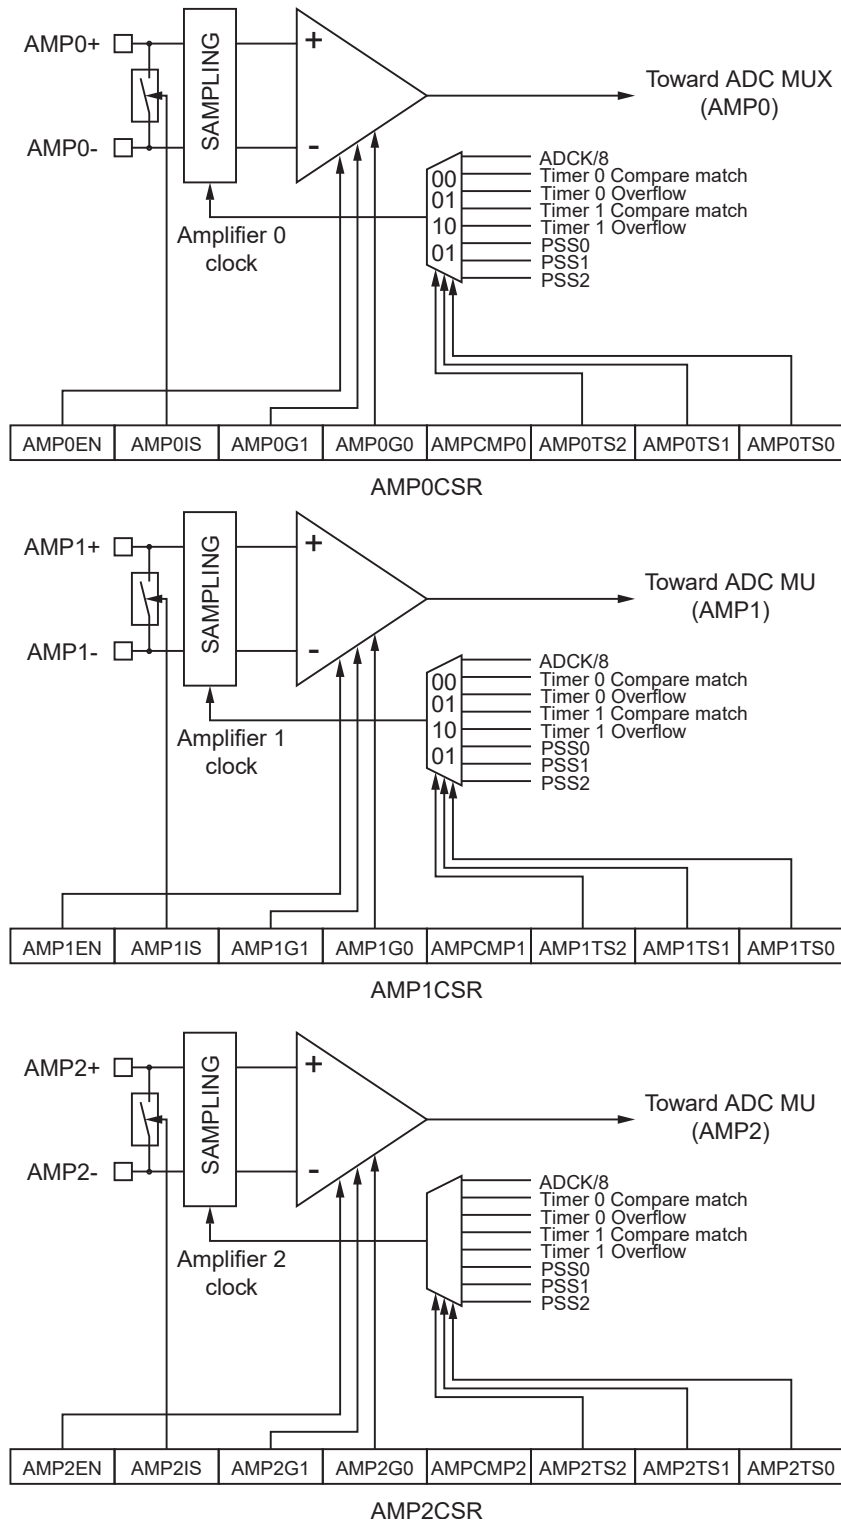 AMP0+
SAMPLING
+
Toward ADC MUX
(AMP0)
AMP0-
-
ADCK/8
00
Timer 0 Compare match
01
Timer 0 Overflow
Timer 1 Compare match
10
Timer 1 Overflow
01
PSS0
PSS1
PSS2
Amplifier 0
clock
AMP0EN AMP0IS AMP0G1 AMP0G0 AMPCMP0 AMP0TS2 AMP0TS1 AMP0TS0
AMP0CSR
AMP1+
SAMPLING
+
Toward ADC MU
(AMP1)
AMP1-
-
ADCK/8
00
Timer 0 Compare match
01
Timer 0 Overflow
Timer 1 Compare match
10
Timer 1 Overflow
01
PSS0
PSS1
PSS2
Amplifier 1
clock
AMP1EN AMP1IS AMP1G1 AMP1G0 AMPCMP1 AMP1TS2 AMP1TS1 AMP1TS0
AMP1CSR
AMP2+
SAMPLING
+
Toward ADC MU
(AMP2)
AMP2-
-
ADCK/8
Timer 0 Compare match
Timer 0 Overflow
Timer 1 Compare match
Timer 1 Overflow
PSS0
PSS1
PSS2
Amplifier 2
clock
AMP2EN AMP2IS AMP2G1 AMP2G0 AMPCMP2 AMP2TS2 AMP2TS1 AMP2TS0
AMP2CSR